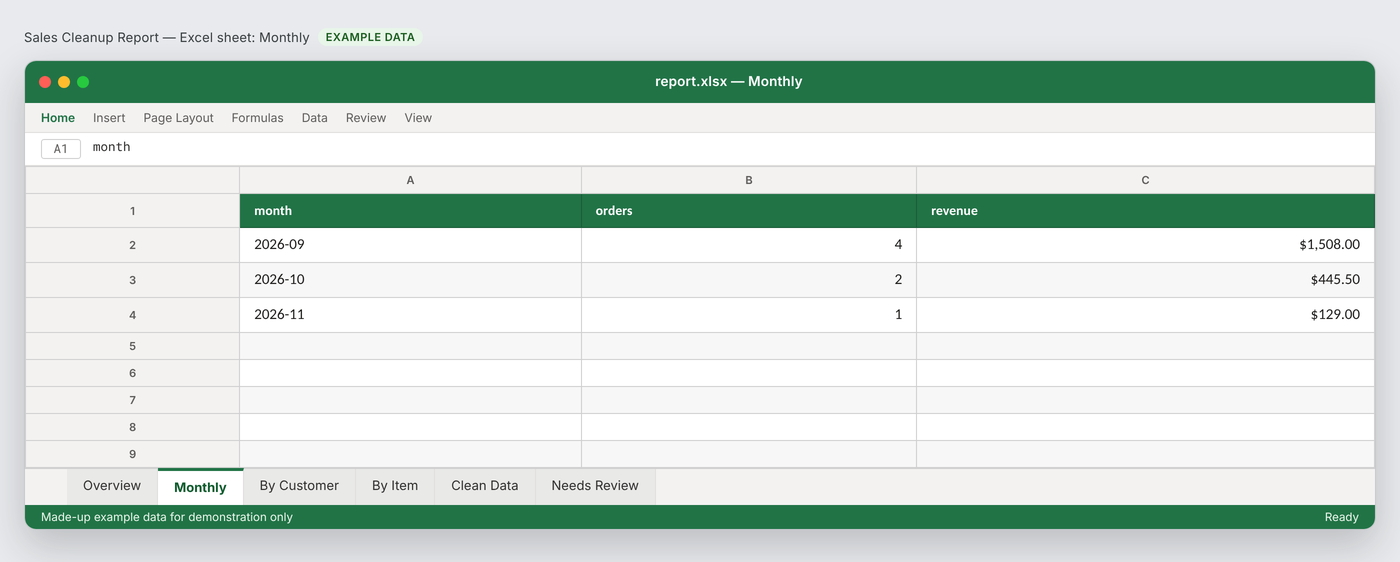 Sales Cleanup Report — Excel sheet: Monthly EXAMPLE DATA
report.xlsx — Monthly
Home Insert Page Layout Formulas Data Review View
A1 month
A B C
1 month orders revenue
2 2026-09 4 $1,508.00
3 2026-10 2 $445.50
4 2026-11 1 $129.00
5
6
7
8
9
Overview Monthly By Customer By Item Clean Data Needs Review
Made-up example data for demonstration only Ready